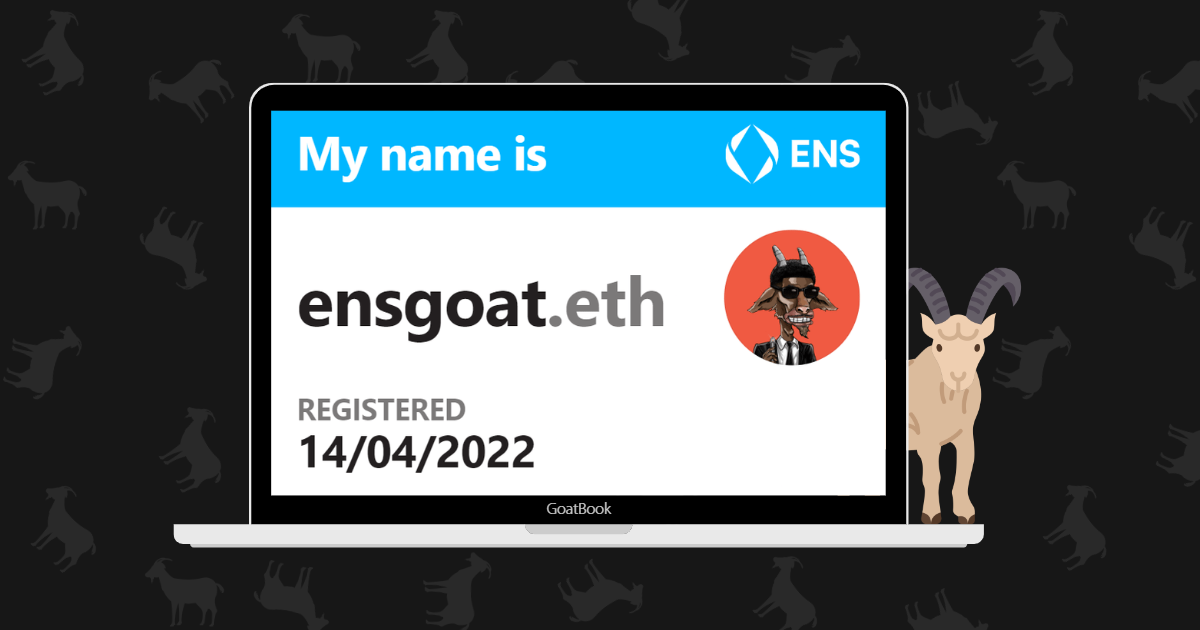 My name is
ENS
ensgoat.eth
REGISTERED
14/04/2022
GoatBook